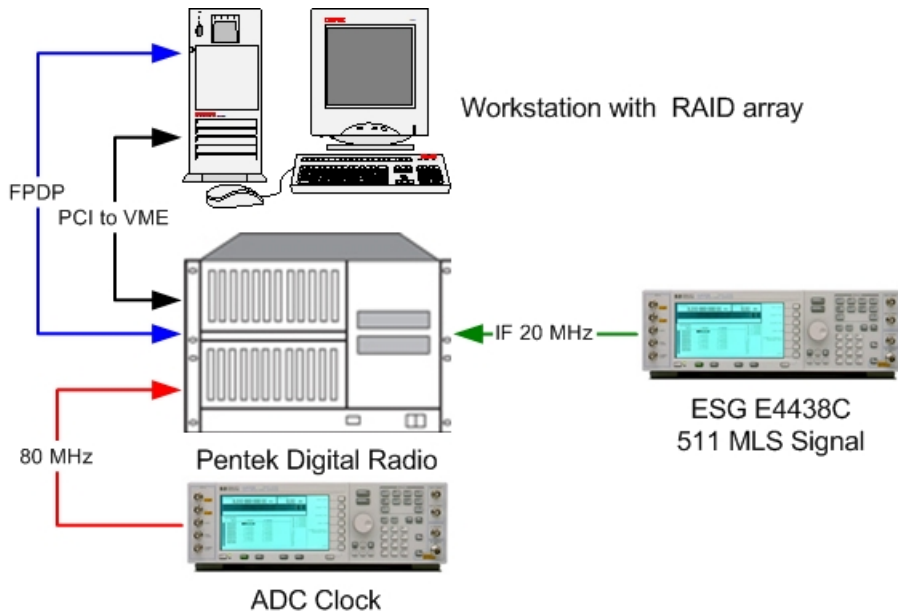 Workstation with RAID array
FPDP
PCI to VME
IF 20 MHz
ESG E4438C
511 MLS Signal
80 MHz
Pentek Digital Radio
ADC Clock